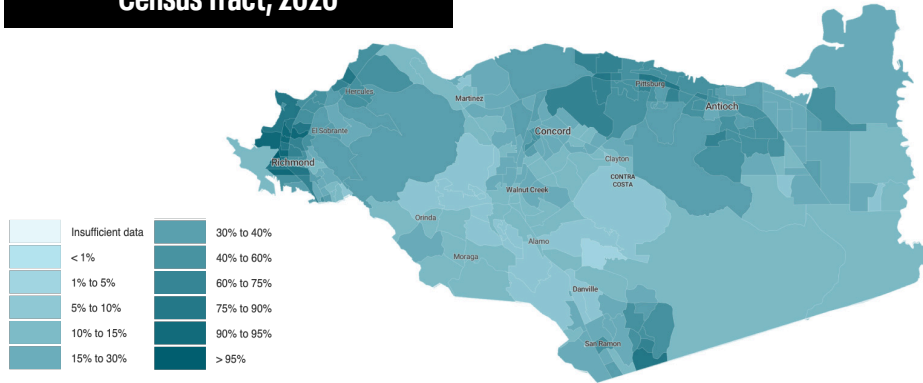 Census Tract, 2020
Hercules
Martinez
Pittsburg
Antioch
El Sobrante
Concord
Richmond
Clayton
CONTRA
COSTA
Walnut Creek
Orinda
Alamo
Moraga
Danville
San Ramon
Insufficient data
< 1%
1% to 5%
5% to 10%
10% to 15%
15% to 30%
30% to 40%
40% to 60%
60% to 75%
75% to 90%
90% to 95%
> 95%